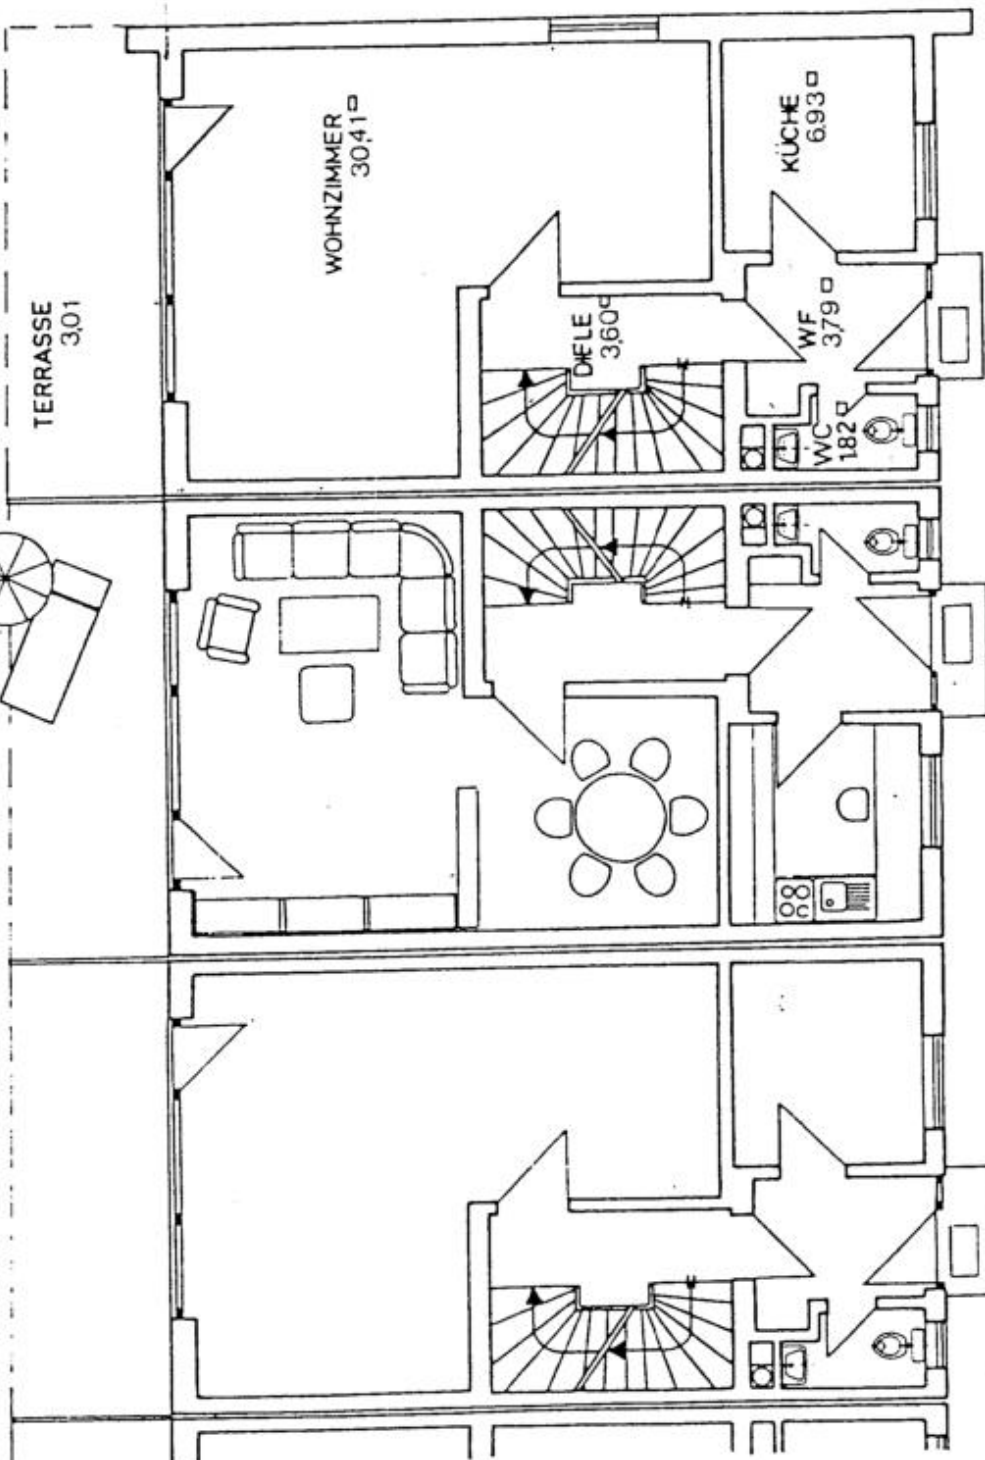 TERRASSE
3,01
WOHNZIMMER
30,41
DIELE
3,60
KÜCHE
6.93
WF
3,79
WC
1.82